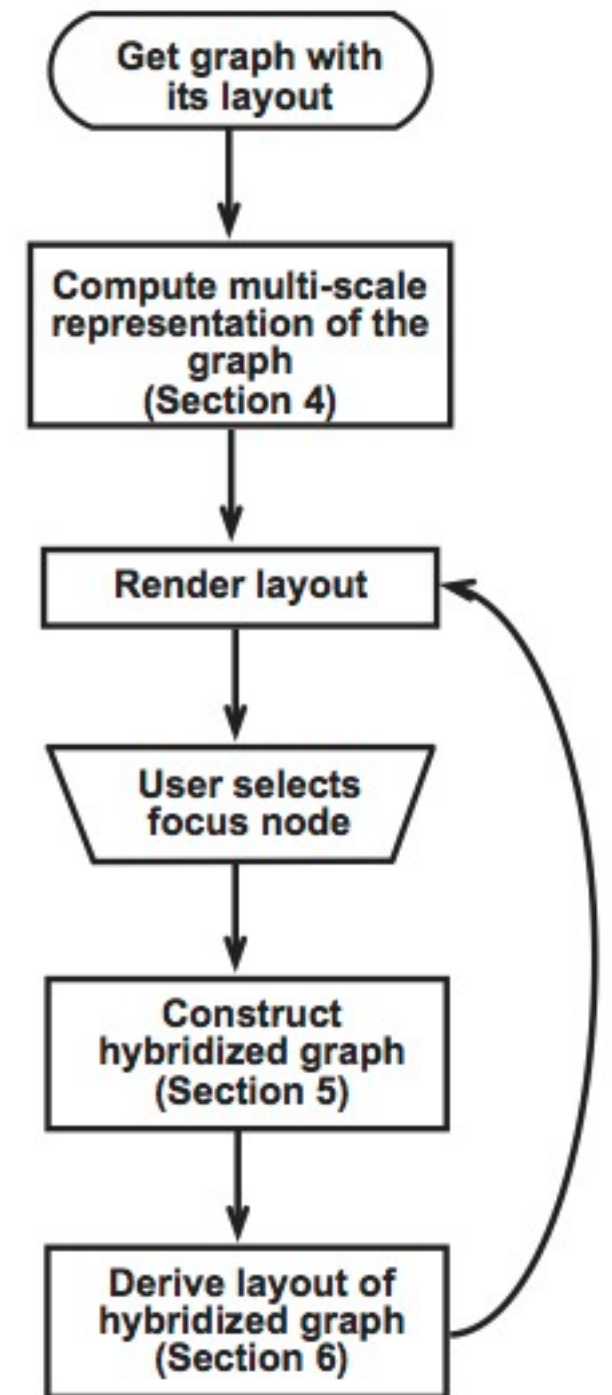 Get graph with
its layout
Compute multi-scale
representation of the
graph
(Section 4)
Render layout
User selects
focus node
Construct
hybridized graph
(Section 5)
Derive layout of
hybridized graph
(Section 6)